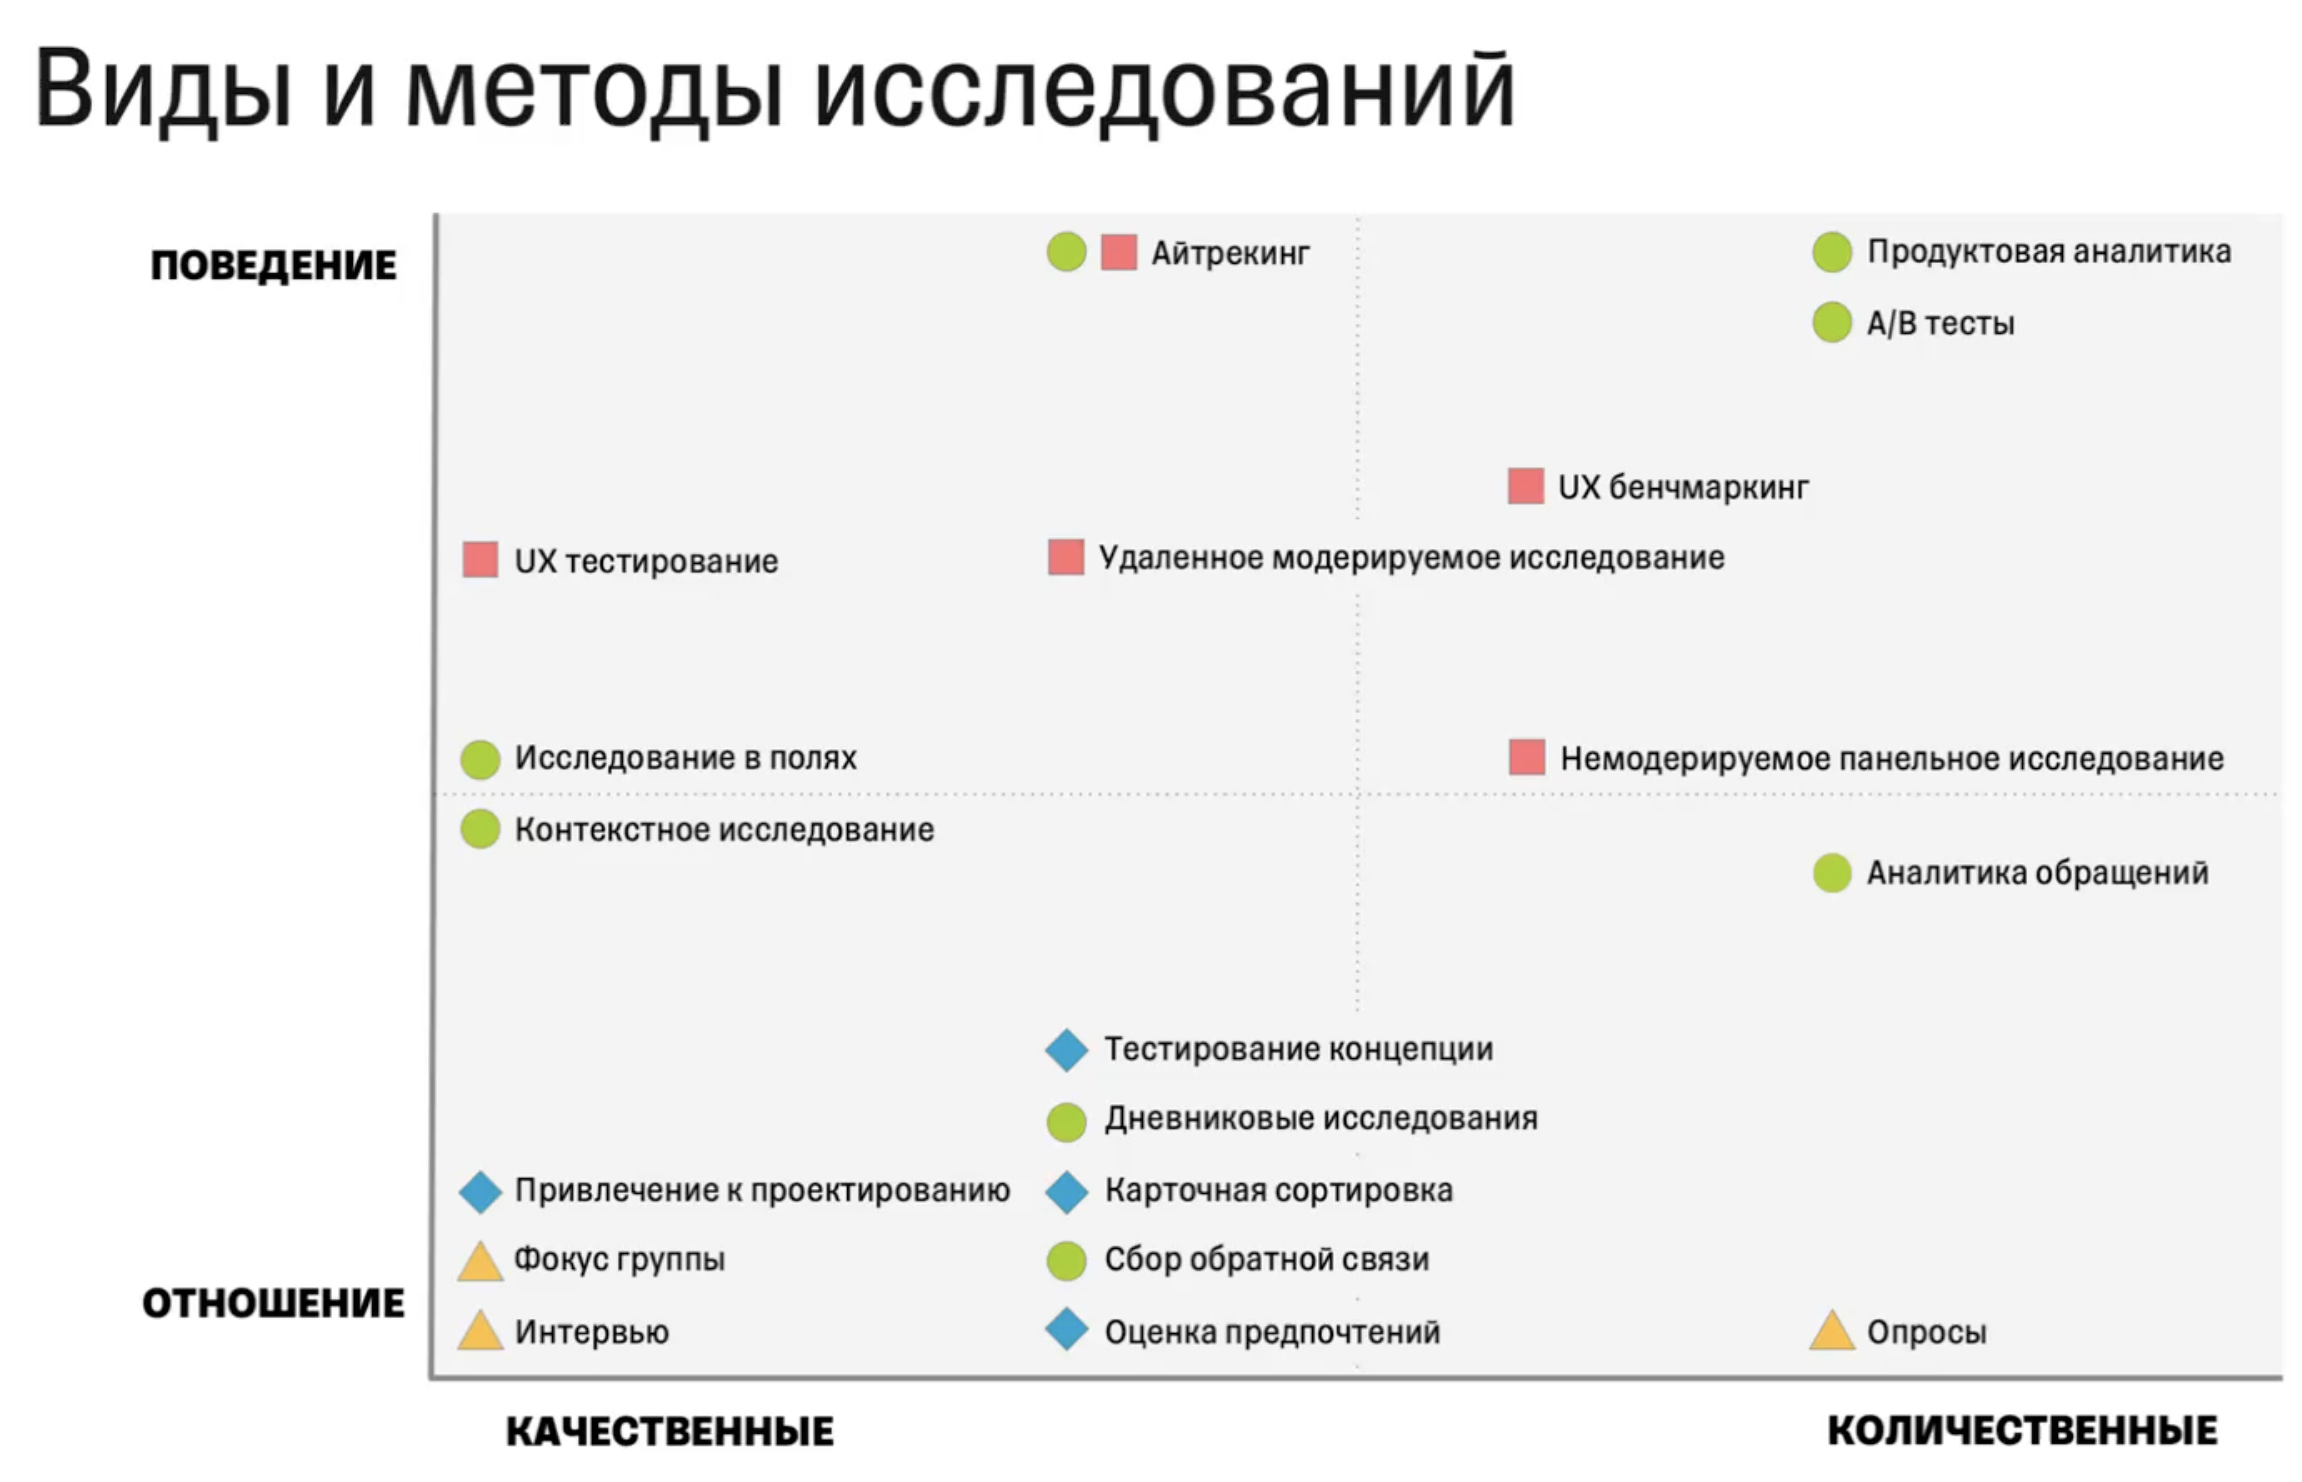 Виды и методы исследований
ПОВЕДЕНИЕ
Айтрекинг
Продуктовая аналитика
A/B тесты
UX бенчмаркинг
UX тестирование
Удаленное модерируемое исследование
Исследование в полях
Немодерируемое панельное исследование
Контекстное исследование
Аналитика обращений
Тестирование концепции
Дневниковые исследования
Привлечение к проектированию
Карточная сортировка
Фокус группы
Сбор обратной связи
ОТНОШЕНИЕ
Интервью
Оценка предпочтений
Опросы
КАЧЕСТВЕННЫЕ
КОЛИЧЕСТВЕННЫЕ